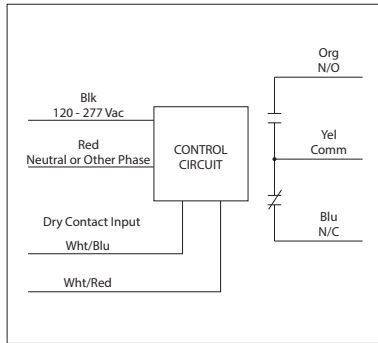 Blk
120 - 277 Vac
Red
Neutral or Other Phase
CONTROL
CIRCUIT
Dry Contact Input
Wht/Blu
Wht/Red
Org
N/O
Yel
Comm
Blu
N/C